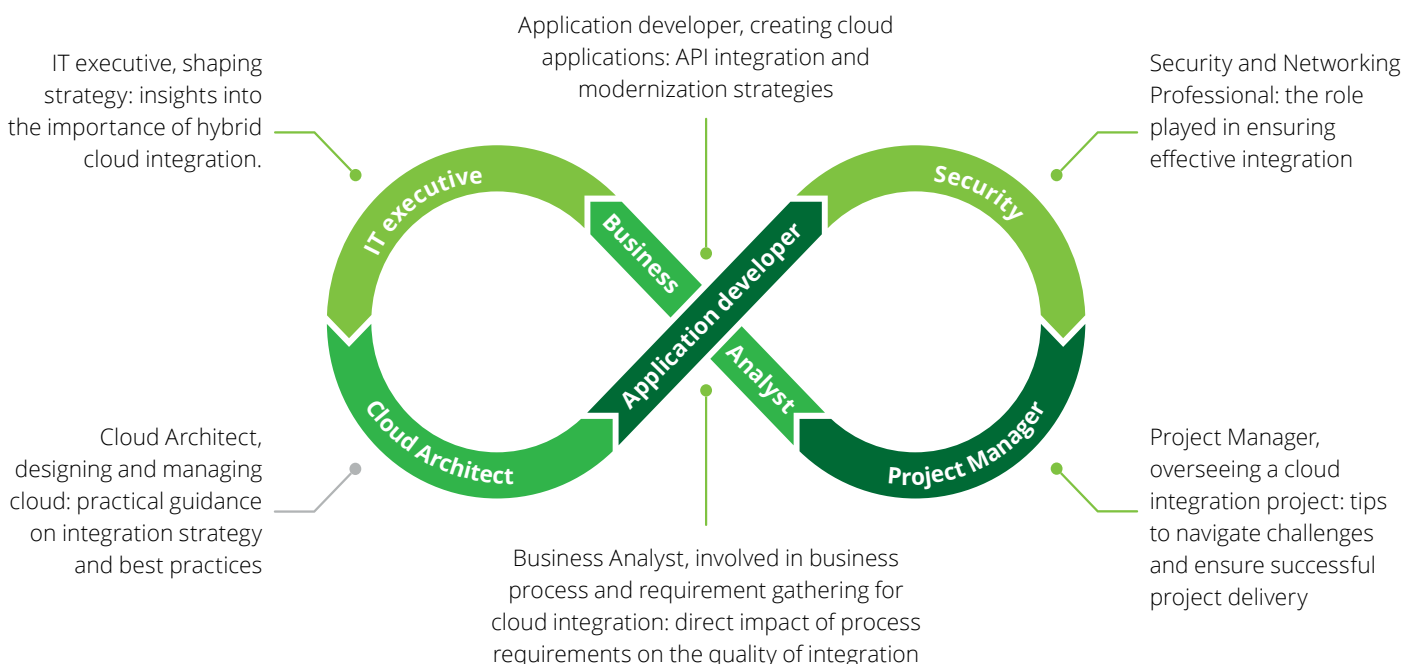 Application developer, creating cloud
applications: API integration and
modernization strategies
IT executive, shaping
strategy: insights into
the importance of hybrid
cloud integration.
Security and Networking
Professional: the role
played in ensuring
effective integration
IT executive
Business
Application developer
Security
Cloud Architect
Analyst
Project Manager
Cloud Architect,
designing and managing
cloud: practical guidance
on integration strategy
and best practices
Business Analyst, involved in business
process and requirement gathering for
cloud integration: direct impact of process
requirements on the quality of integration
Project Manager,
overseeing a cloud
integration project: tips
to navigate challenges
and ensure successful
project delivery